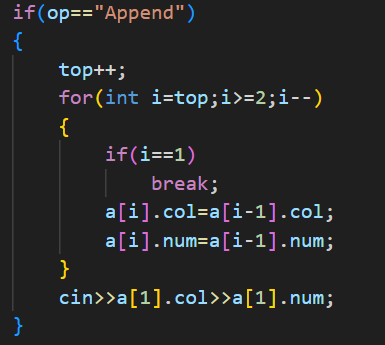 if(op=="Append")
{
    top++;
    for(int i=top;i>=2;i--)
    {
        if(i==1)
            break;
        a[i].col=a[i-1].col;
        a[i].num=a[i-1].num;
    }
    cin>>a[1].col>>a[1].num;
}